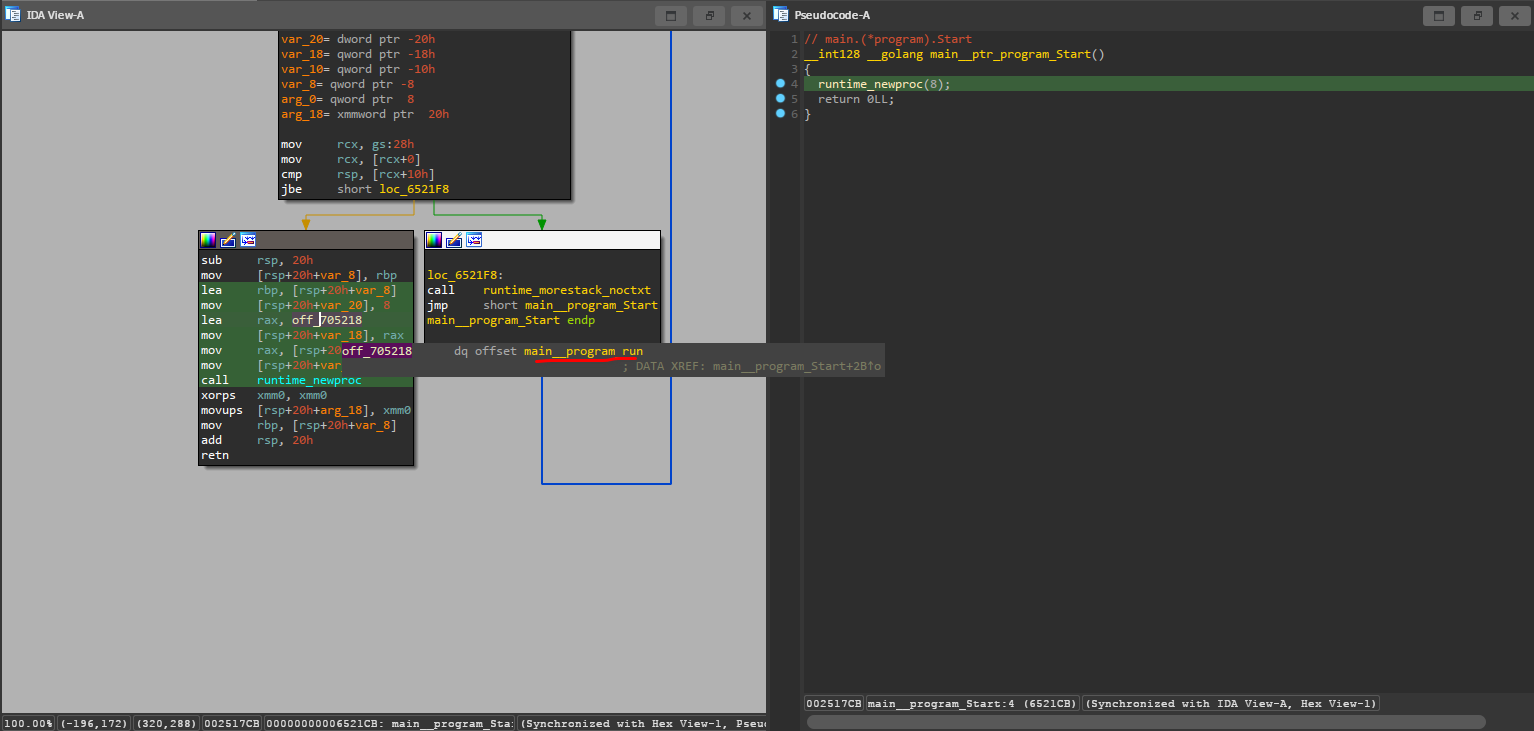 IDA View-A
var_20= dword ptr -20h
var_18= qword ptr -18h
var_10= qword ptr -10h
var_8= qword ptr -8
arg_0= qword ptr  8
arg_18= xmmword ptr  20h
mov     rcx, gs:28h
mov     rcx, [rcx+0]
cmp     rsp, [rcx+10h]
jbe     short loc_6521F8
sub     rsp, 20h
mov     [rsp+20h+var_8], rbp
lea     rbp, [rsp+20h+var_8]
mov     [rsp+20h+var_20], 8
lea     rax, off_705218
mov     [rsp+20h+var_18], rax
mov     rax, [rsp+20
mov     [rsp+20h+var
call    runtime_newproc
xorps   xmm0, xmm0
movups  [rsp+20h+arg_18], xmm0
mov     rbp, [rsp+20h+var_8]
add     rsp, 20h
retn
loc_6521F8:
call    runtime_morestack_noctxt
jmp     short main__program_Start
main__program_Start endp
off_705218      dq offset main__program_run
; DATA XREF: main__program_Start+2B↑o
100.00% (-196,172) (320,288) 002517CB 00000000006521CB: main__program_Sta (Synchronized with Hex View-1, Pseu
Pseudocode-A
1 // main.(*program).Start
2 __int128 __golang main__ptr_program_Start()
3 {
4   runtime_newproc(8);
5   return 0LL;
6 }
002517CB main__program_Start:4 (6521CB) (Synchronized with IDA View-A, Hex View-1)